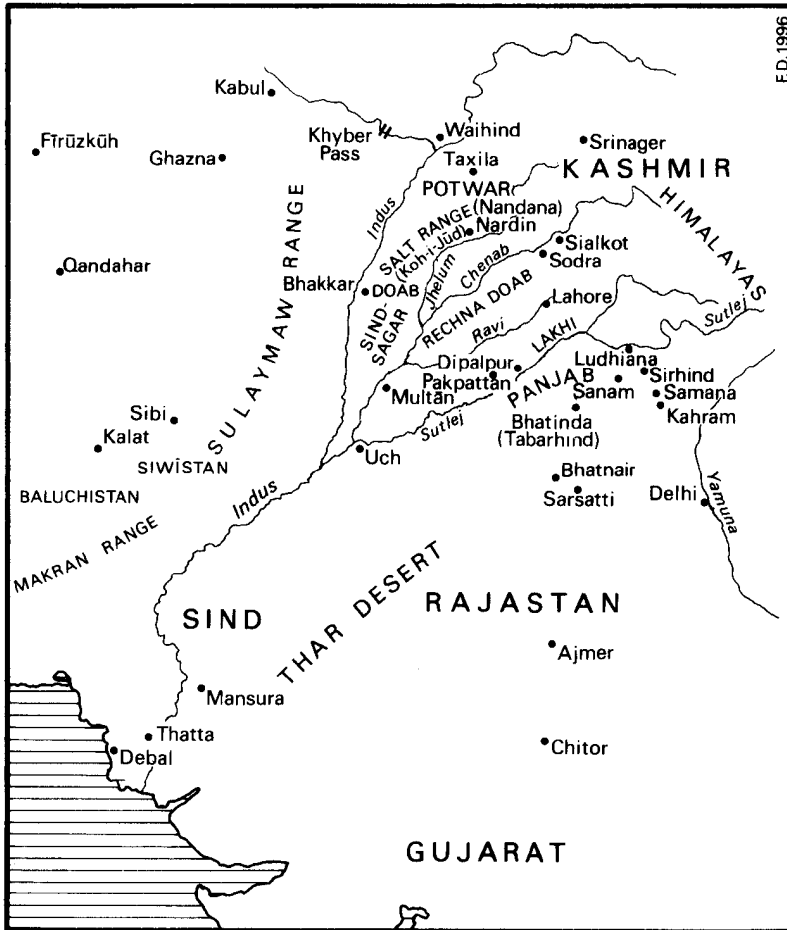 F.D. 1996
Kabul
Khyber
Pass
Waihind
Srinager
Fīrūzkūh
Ghazna
Taxila
KASHMIR
POTWAR
(Nandana)
Nardin
SALT RANGE
(Koh-i-Jūd)
HIMALAYAS
Indus
Jhelum
Chenab
Sialkot
Sodra
Qandahar
SULAYMAW RANGE
Bhakkar
DOAB
SIND-
SAGAR
RECHNA DOAB
Lahore
Ravi
LAKHI
Sutlej
Dipalpur
Ludhiana
Pakpattan
PANJAB
Sirhind
Multān
Sanam
Samana
Kahram
Sutlej
Bhatinda
(Tabarhind)
Sibi
Kalat
SIWĪSTAN
Uch
Bhatnair
Sarsatti
Delhi
Yamuna
BALUCHISTAN
Indus
MAKRAN RANGE
THAR DESERT
SIND
RAJASTAN
Ajmer
Mansura
Thatta
Debal
Chitor
GUJARAT